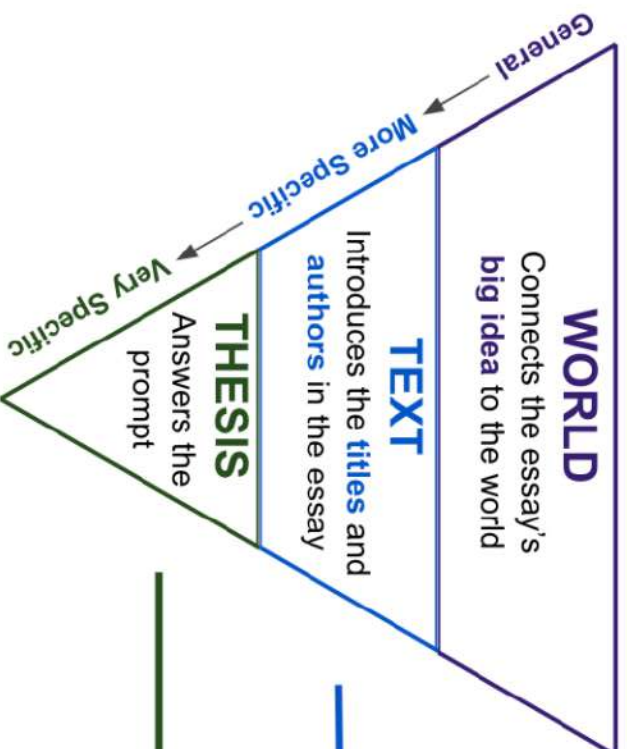 General
WORLD
Connects the essay's
big idea to the world
More Specific
TEXT
Introduces the titles and
authors in the essay
Very Specific
THESIS
Answers the
prompt